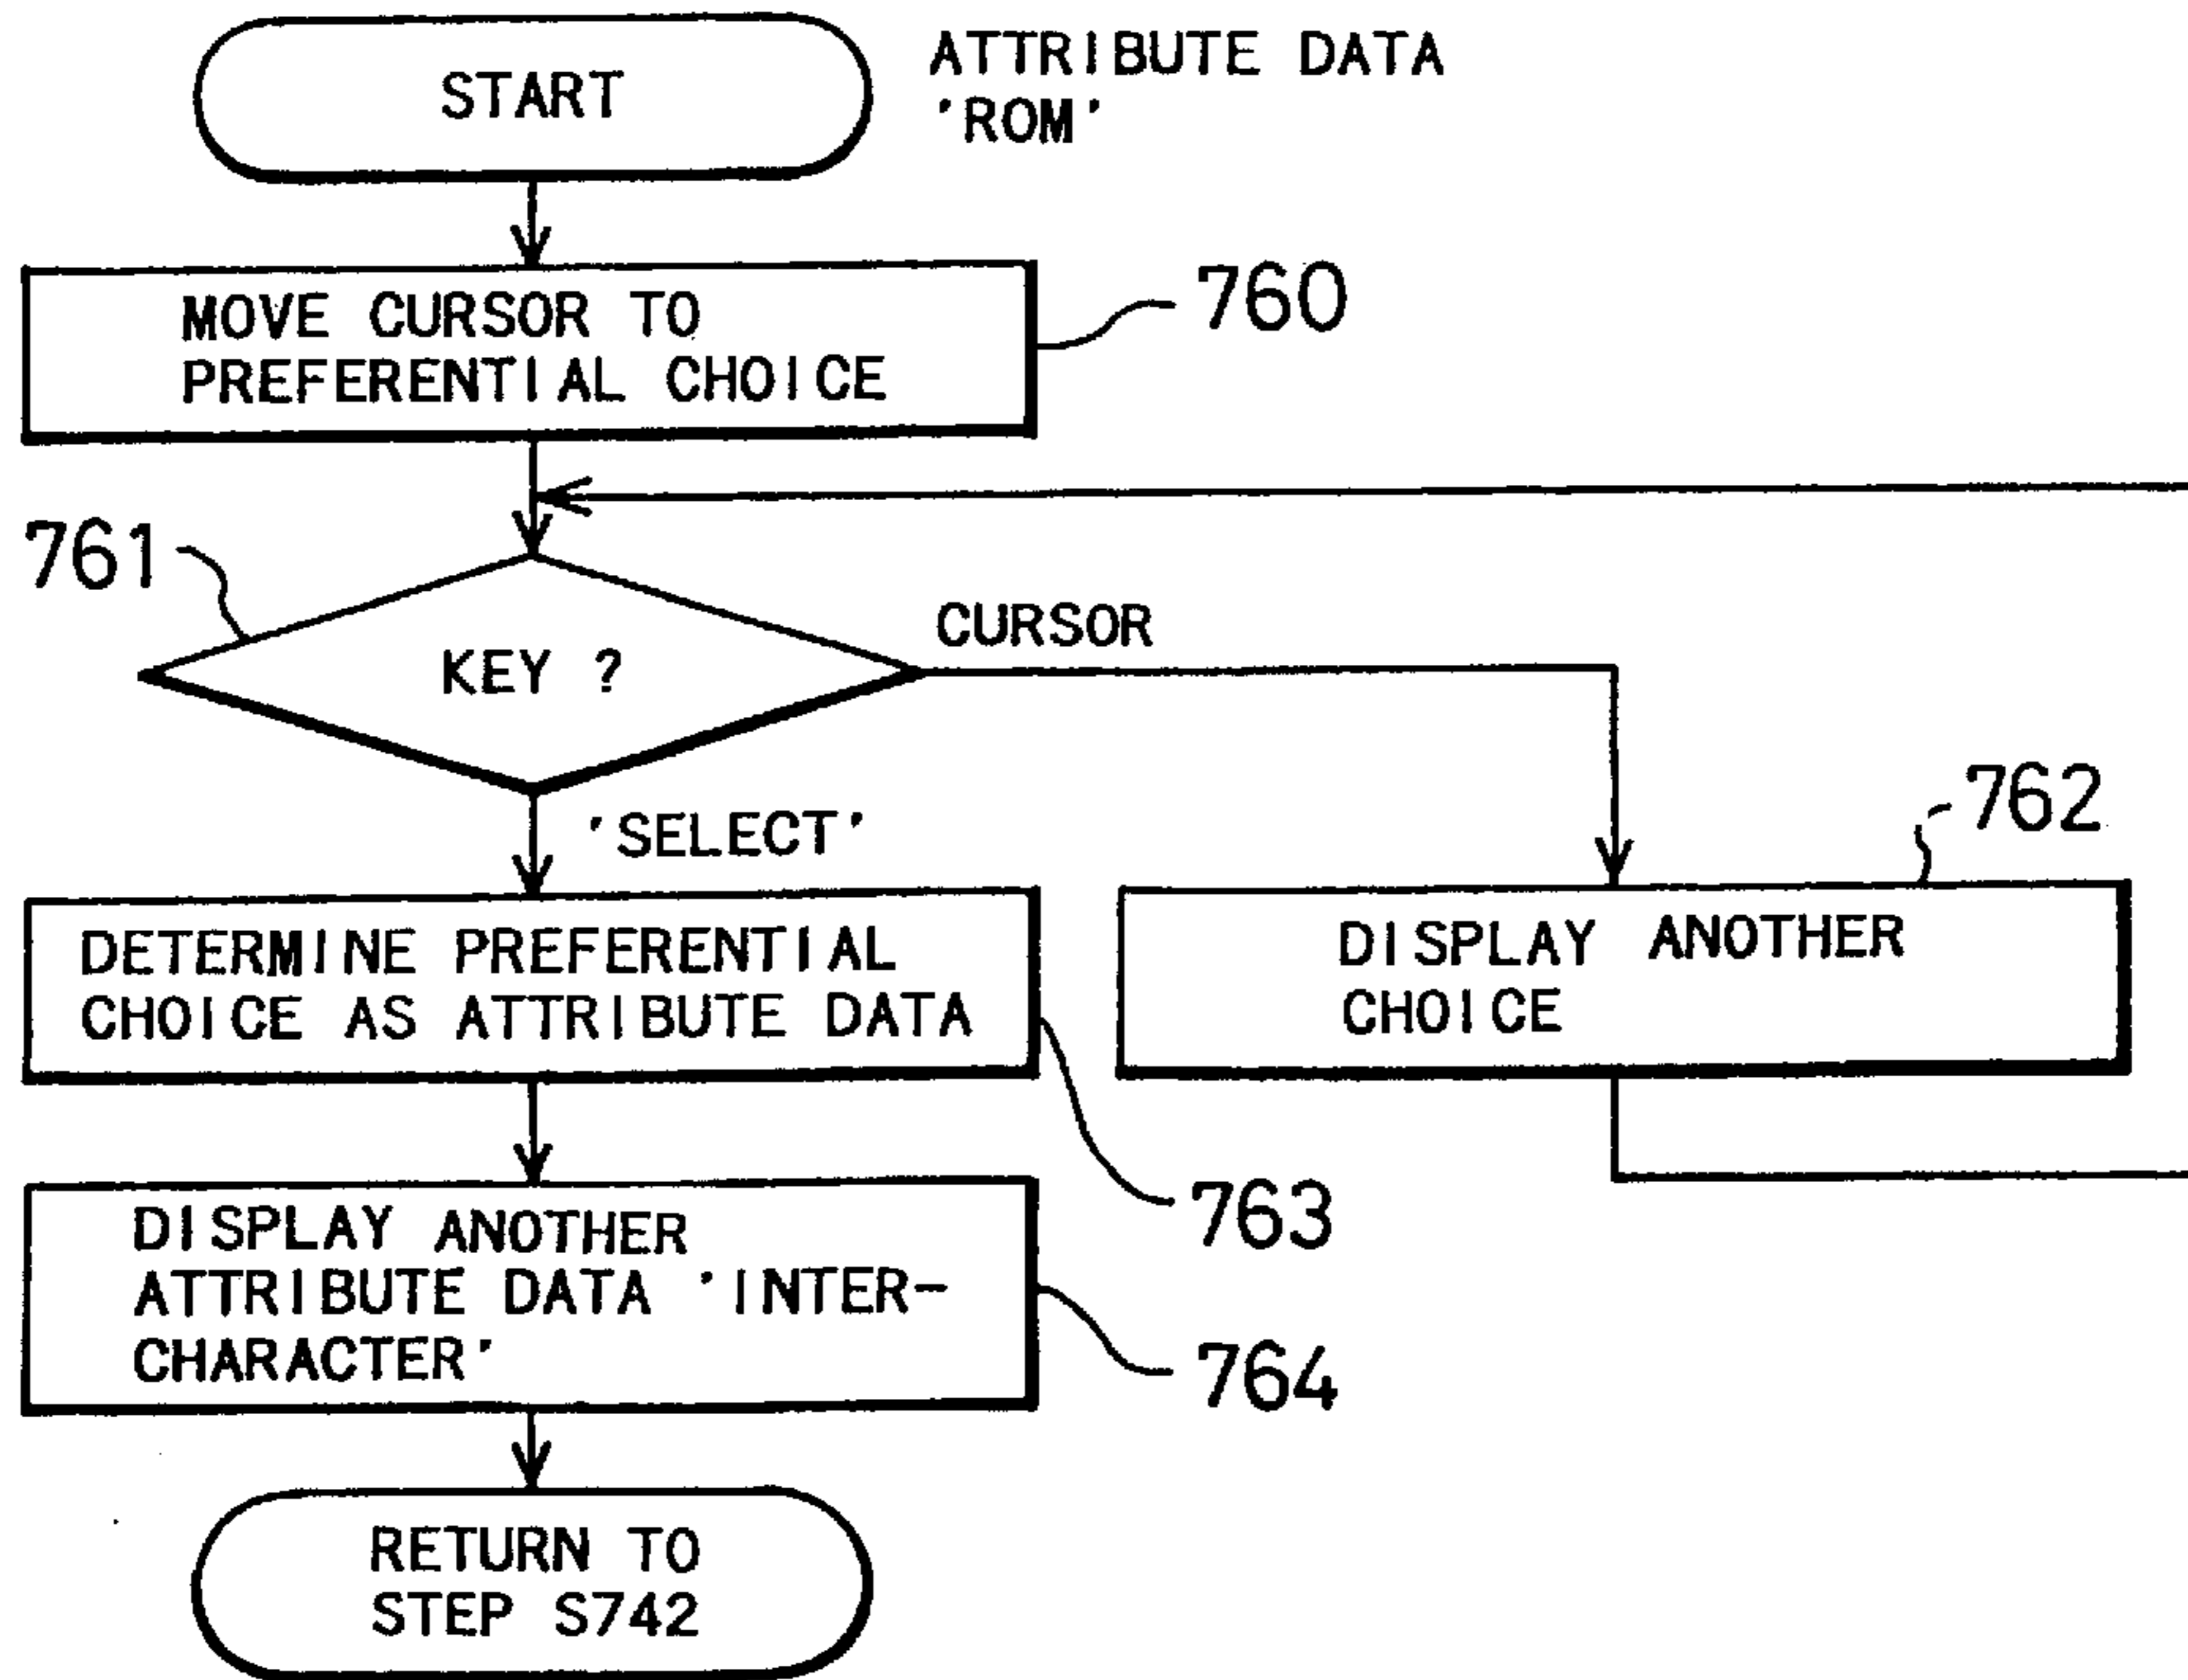 START
ATTRIBUTE DATA
'ROM'
MOVE CURSOR TO
PREFERENTIAL CHOICE
760
761
KEY ?
CURSOR
'SELECT'
762
DETERMINE PREFERENTIAL
CHOICE AS ATTRIBUTE DATA
DISPLAY ANOTHER
CHOICE
763
DISPLAY ANOTHER
ATTRIBUTE DATA 'INTER-
CHARACTER'
764
RETURN TO
STEP S742